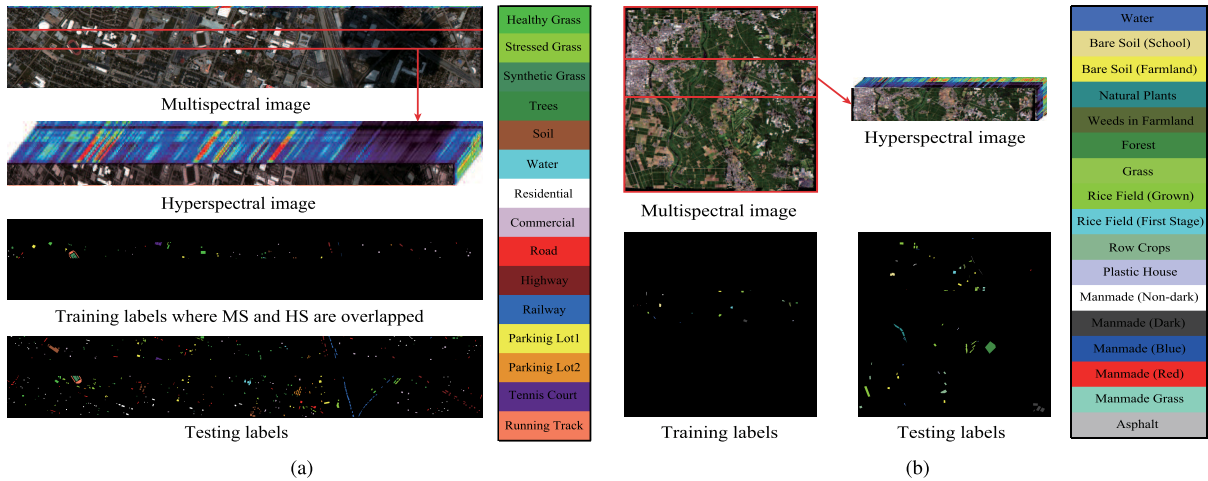 Multispectral image
Hyperspectral image
Training labels where MS and HS are overlapped
Testing labels
Healthy Grass
Stressed Grass
Synthetic Grass
Trees
Soil
Water
Residential
Commercial
Road
Highway
Railway
Parkinig Lot1
Parkinig Lot2
Tennis Court
Running Track
(a)
Multispectral image
Hyperspectral image
Training labels
Testing labels
Water
Bare Soil (School)
Bare Soil (Farmland)
Natural Plants
Weeds in Farmland
Forest
Grass
Rice Field (Grown)
Rice Field (First Stage)
Row Crops
Plastic House
Manmade (Non-dark)
Manmade (Dark)
Manmade (Blue)
Manmade (Red)
Manmade Grass
Asphalt
(b)